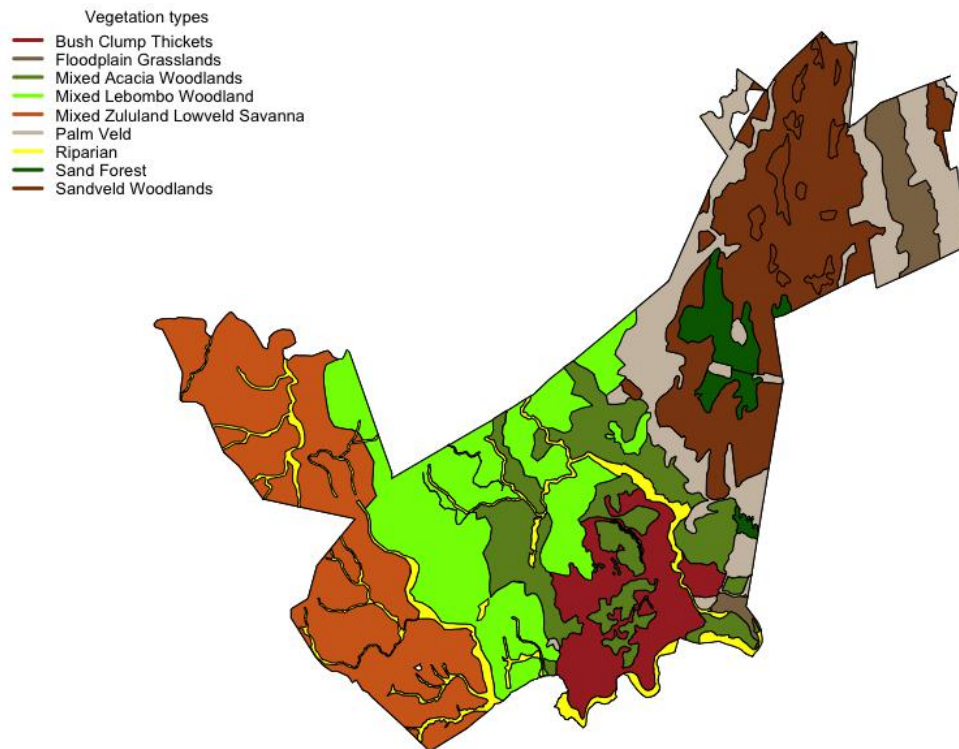 Vegetation types
Bush Clump Thickets
Floodplain Grasslands
Mixed Acacia Woodlands
Mixed Lebombo Woodland
Mixed Zululand Lowveld Savanna
Palm Veld
Riparian
Sand Forest
Sandveld Woodlands